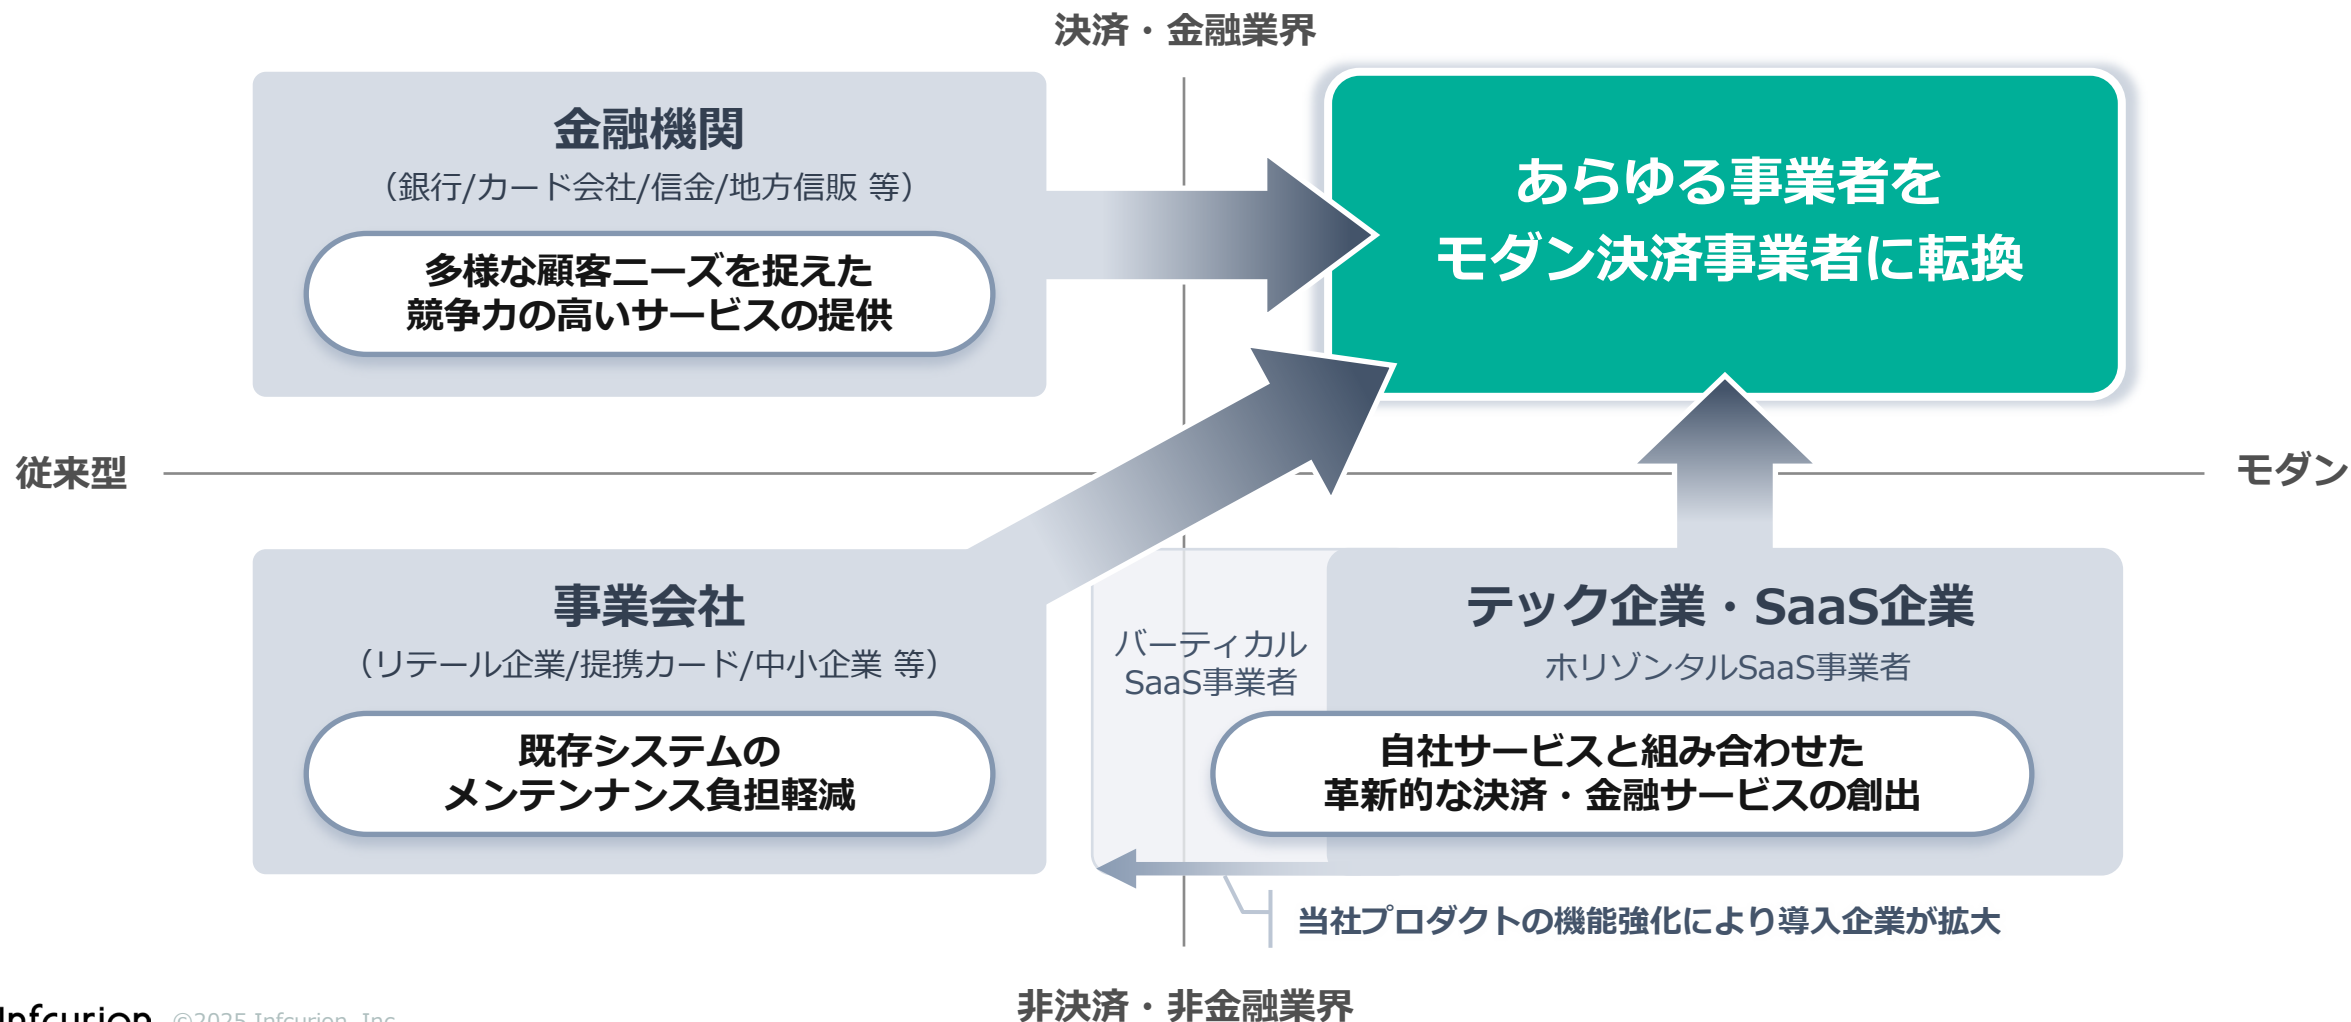 決済・金融業界
金融機関
（銀行/カード会社/信金/地方信販 等）
多様な顧客ニーズを捉えた
競争力の高いサービスの提供
あらゆる事業者を
モダン決済事業者に転換
従来型
モダン
事業会社
（リテール企業/提携カード/中小企業 等）
既存システムの
メンテンナンス負担軽減
バーティカル
SaaS事業者
テック企業・SaaS企業
ホリゾンタルSaaS事業者
自社サービスと組み合わせた
革新的な決済・金融サービスの創出
当社プロダクトの機能強化により導入企業が拡大
非決済・非金融業界
Infcurion ©2025 Infcurion, Inc.